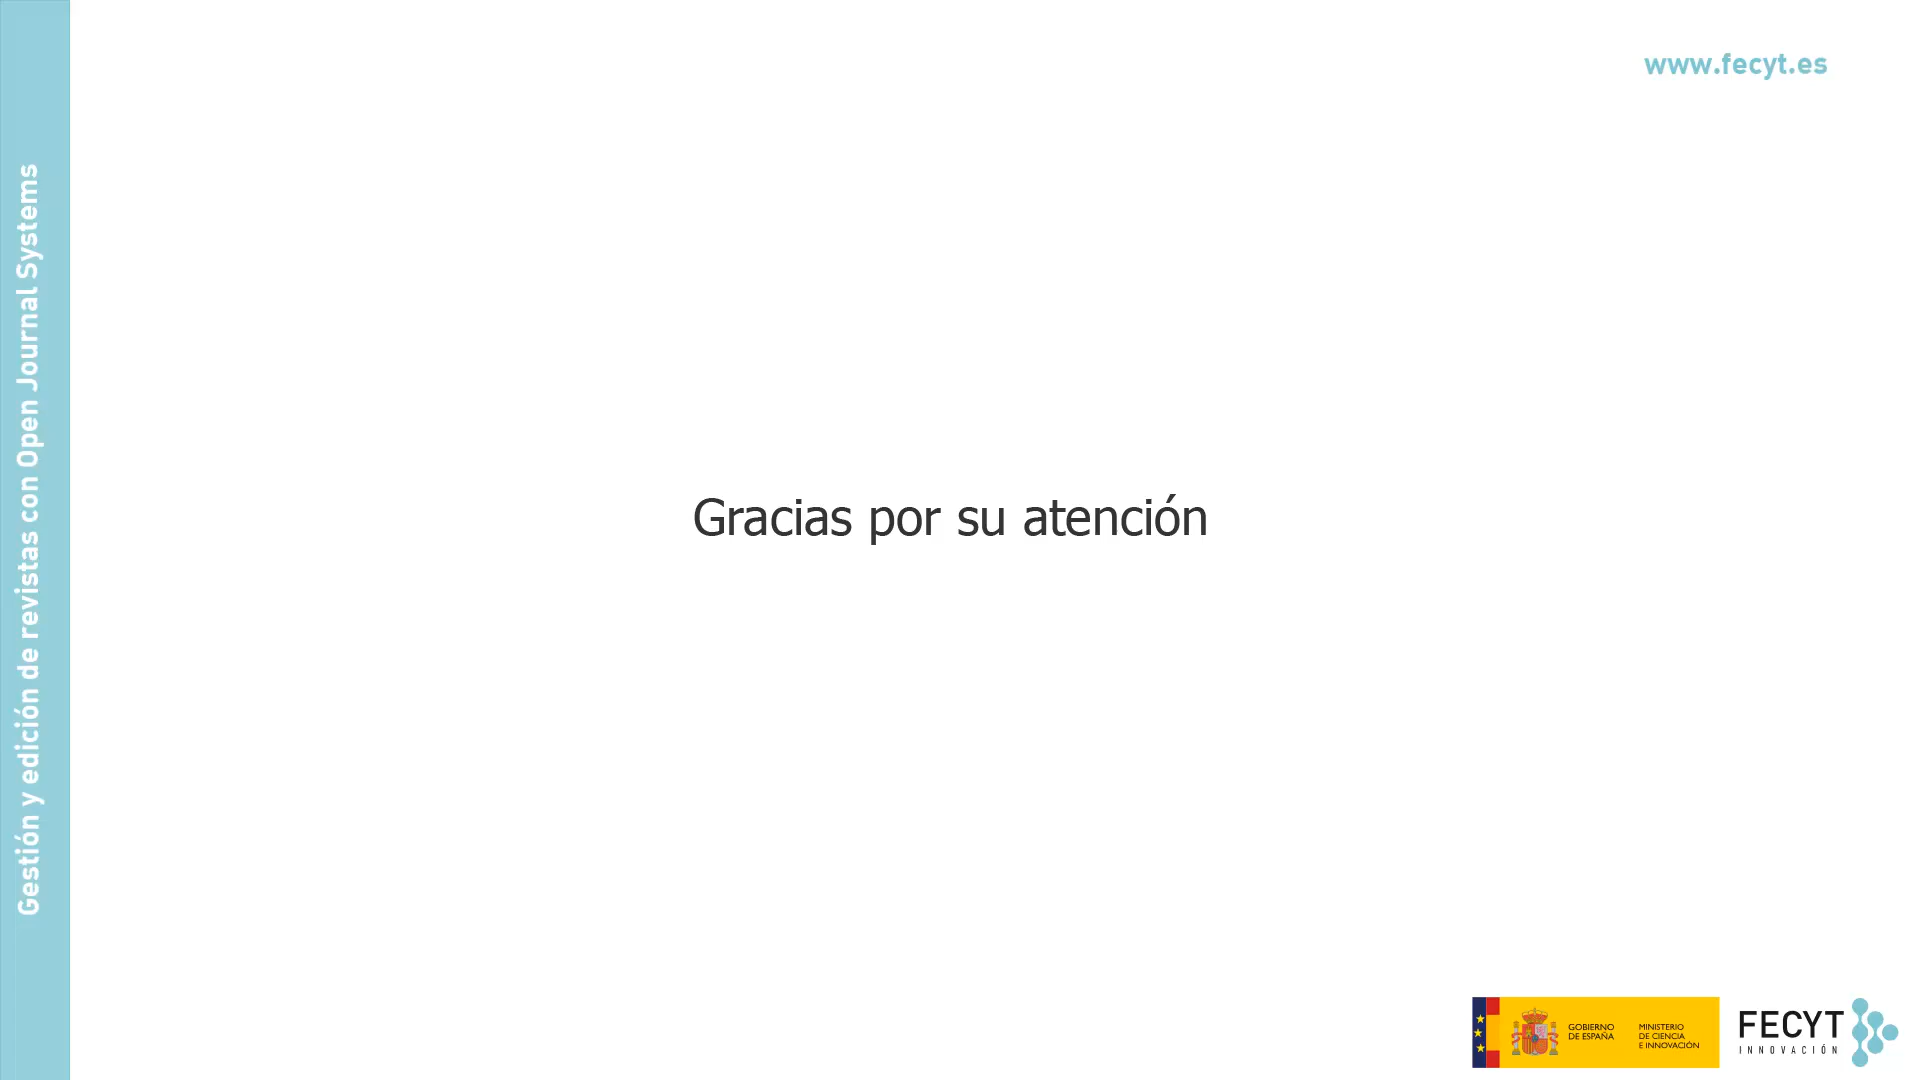 www.fecyt.es
Gestión y edición de revistas con Open Journal Systems
Gracias por su atención
GOBIERNO
DE ESPAÑA
MINISTERIO
DE CIENCIA
E INNOVACIÓN
FECYT
INNOVACIÓN